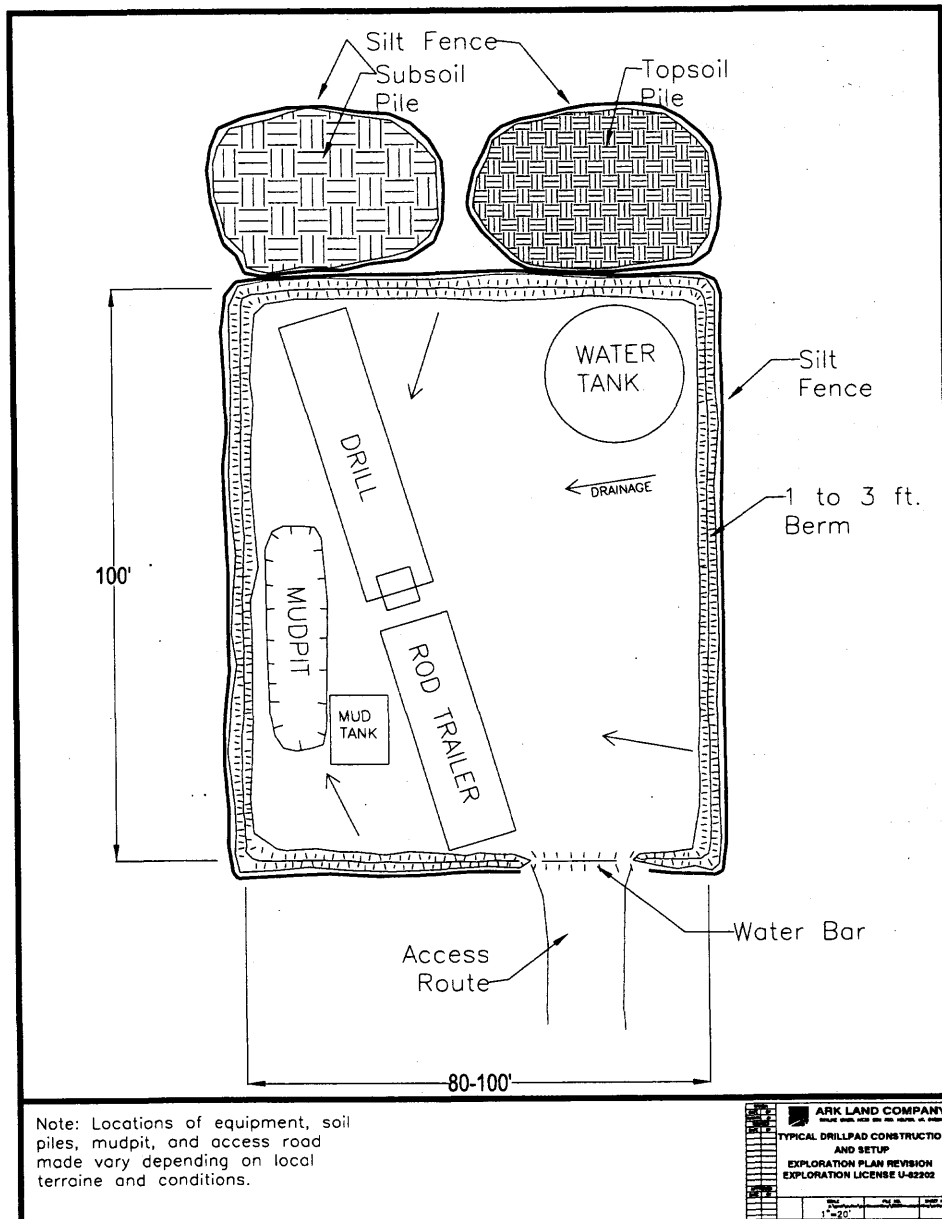 Silt Fence
Subsoil
Pile
Topsoil
Pile
WATER
TANK
Silt
Fence
DRILL
DRAINAGE
1 to 3 ft.
Berm
100'
MUDPIT
ROD TRAILER
MUD
TANK
Water Bar
Access
Route
80-100'
Note: Locations of equipment, soil
piles, mudpit, and access road
made vary depending on local
terraine and conditions.
ARK LAND COMPANY
TYPICAL DRILLPAD CONSTRUCTIO
AND SETUP
EXPLORATION PLAN REVISION
EXPLORATION LICENSE U-82202
SCALE
FILE NO.
1"=20'